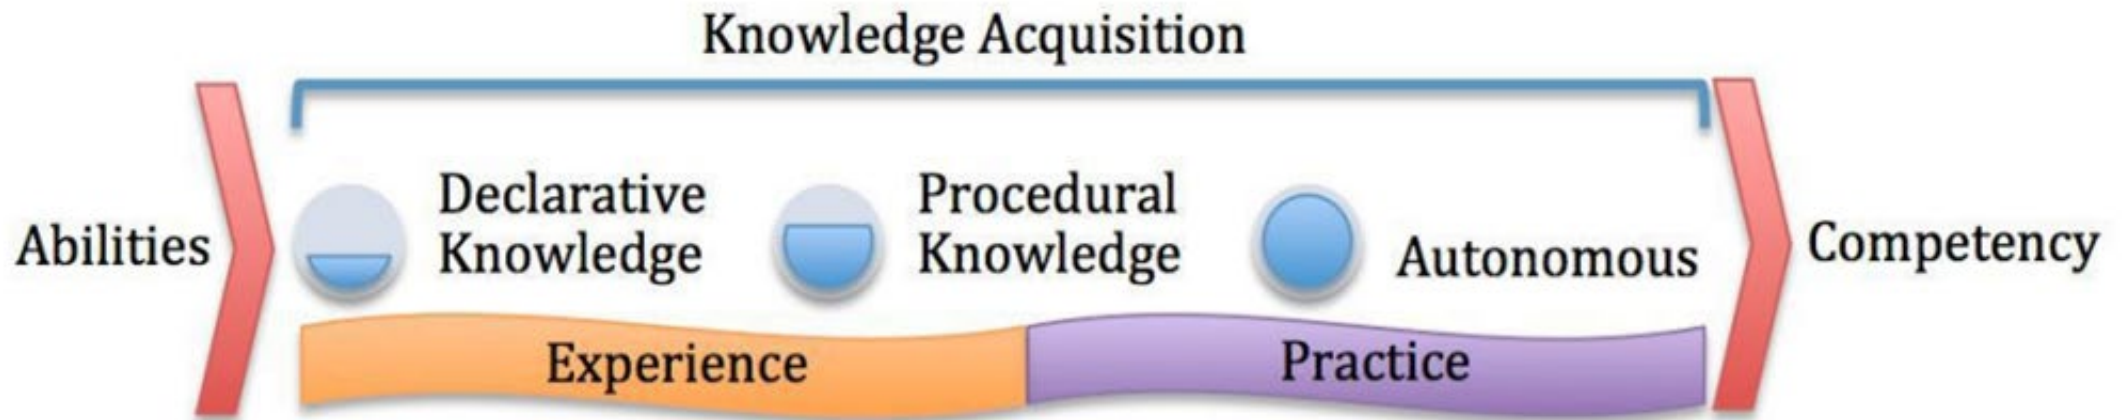 Knowledge Acquisition
Abilities
Declarative
Knowledge
Procedural
Knowledge
Autonomous
Competency
Experience
Practice